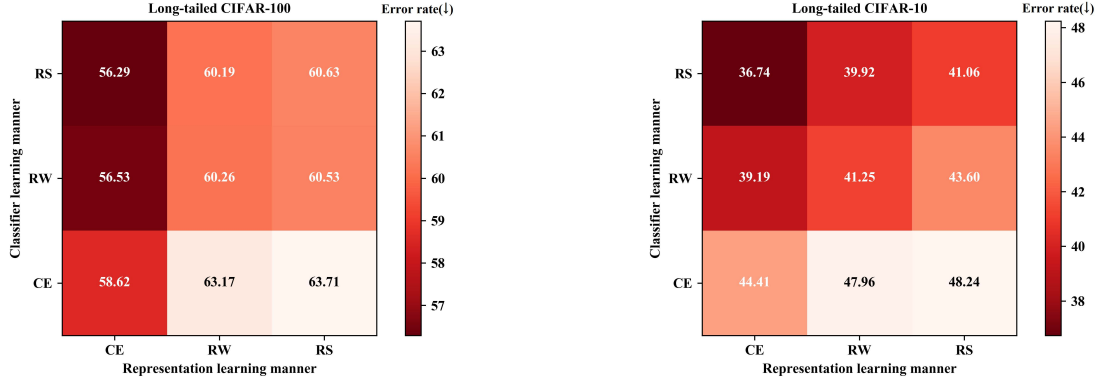 Long-tailed CIFAR-100
Error rate(↓)
RS
56.29
60.19
60.63
RW
56.53
60.26
60.53
CE
58.62
63.17
63.71
CE
RW
RS
Representation learning manner
Classifier learning manner
63
62
61
60
59
58
57
Long-tailed CIFAR-10
Error rate(↓)
RS
36.74
39.92
41.06
RW
39.19
41.25
43.60
CE
44.41
47.96
48.24
CE
RW
RS
Representation learning manner
Classifier learning manner
48
46
44
42
40
38